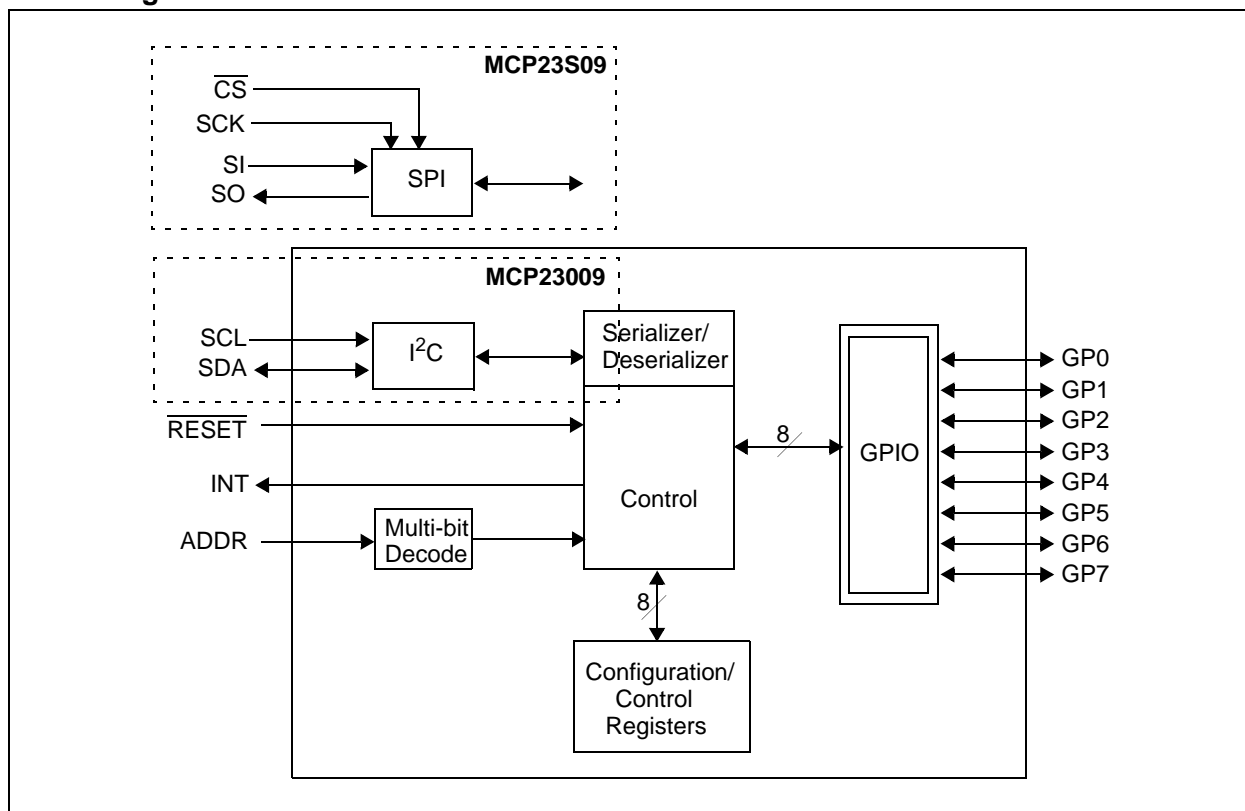 MCP23S09
CS
SCK
SI
SO
SPI
MCP23009
SCL
SDA
I²C
Serializer/
Deserializer
RESET
INT
ADDR
Multi-bit
Decode
Control
8
GPIO
GP0
GP1
GP2
GP3
GP4
GP5
GP6
GP7
8
Configuration/
Control
Registers